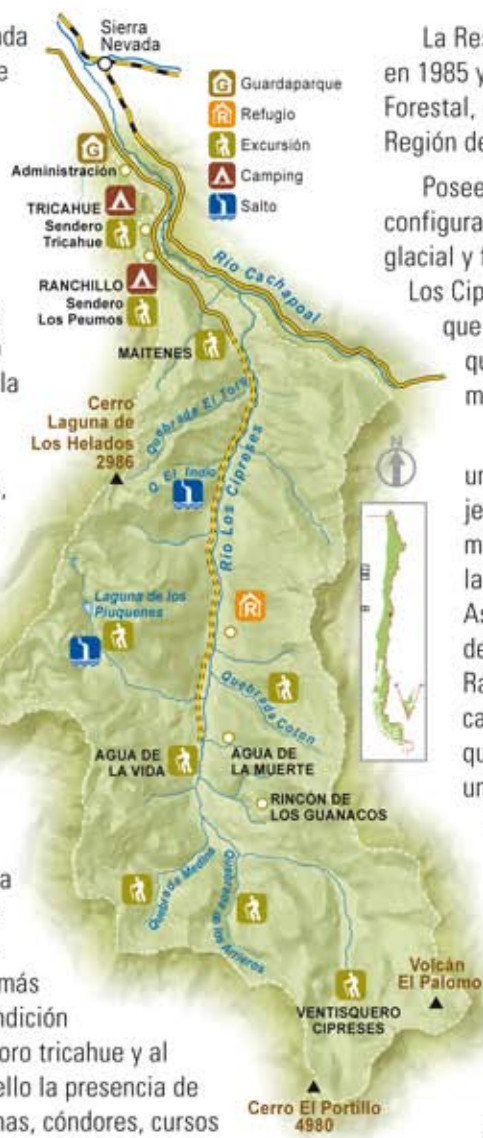 Sierra
Nevada
Guardaparque
Refugio
Excursión
Camping
Salto
G
R
G
Administración
TRICAHUE
Sendero
Tricahue
RANCHILLO
Sendero
Los Peumos
MAITENES
Río Cachapoal
Cerro
Laguna de
Los Helados
2986
Quebrada El Toro
Q. El Indio
Río Los Cipreses
N
Laguna de los
Piuquenes
R
Quebrada Coton
AGUA DE
LA VIDA
AGUA DE
LA MUERTE
RINCÓN DE
LOS GUANACOS
Quebrada de los
Arrieros
VENTISQUERO
CIPRESES
Volcán
El Palomo
Cerro El Portillo
4980
La Res
en 1985 y
Forestal,
Región de
Posee
configura
glacial y f
Los Cip
que
qu
m
un
je
m
la
As
de
Ra
ca
qu
un
nda
e
la
a
más
ndición
oro tricahue y al
ello la presencia de
nas, cóndores, cursos